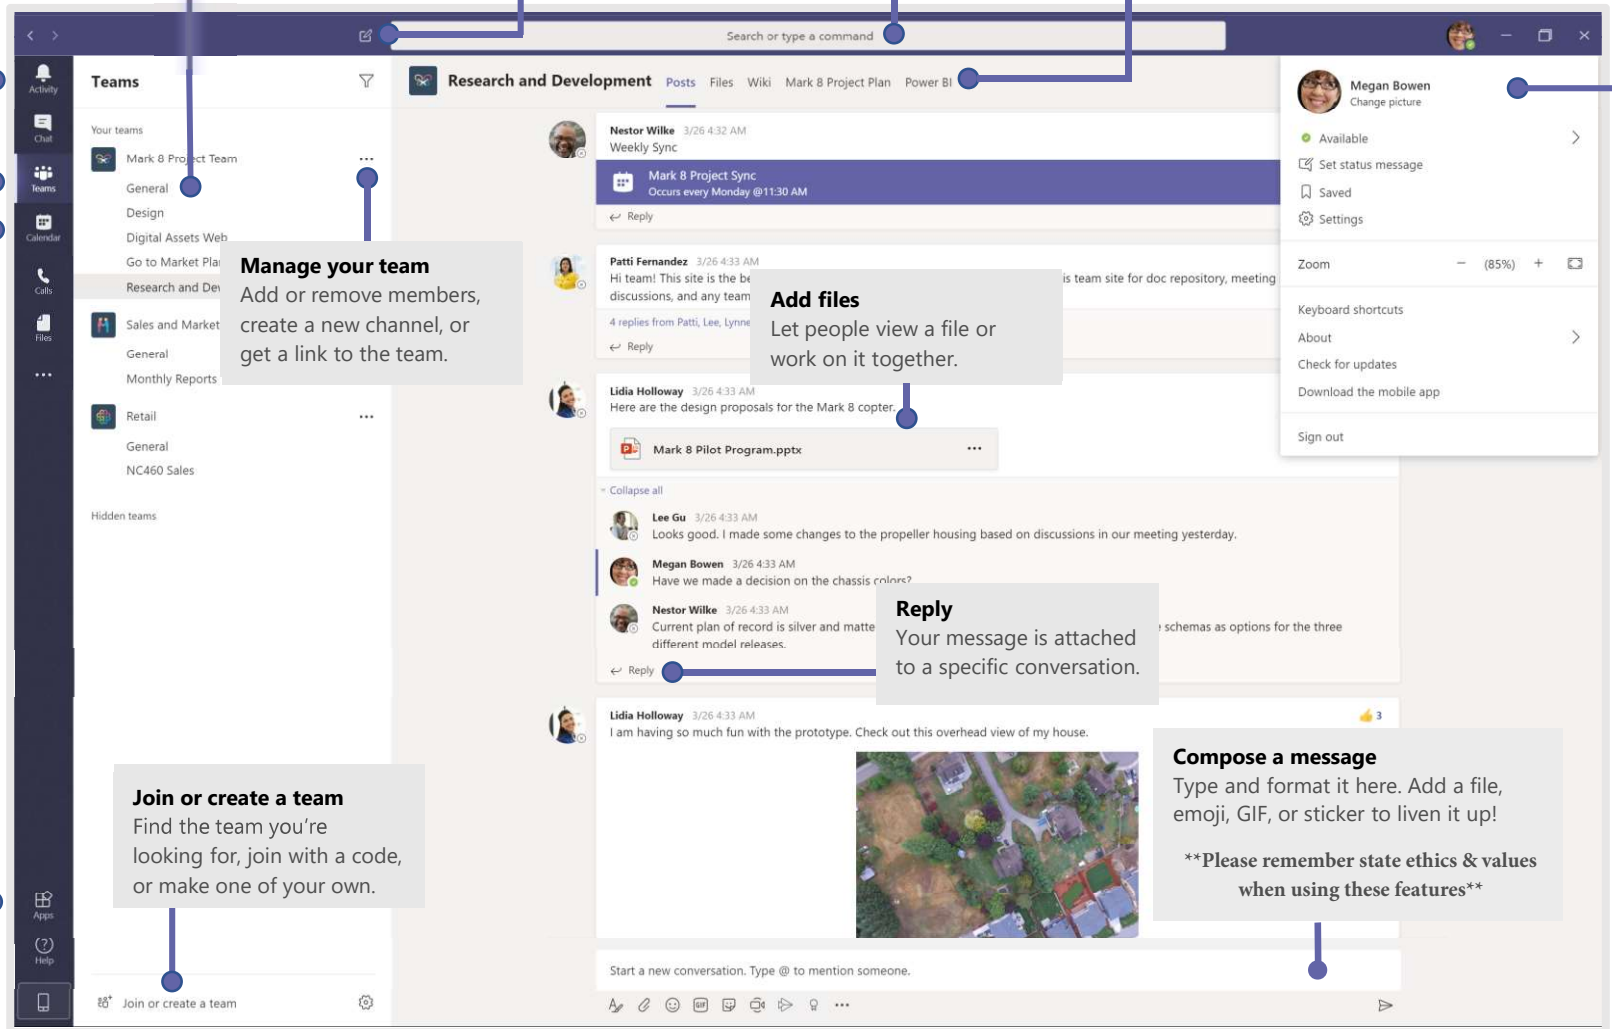 Search or type a command
Activity
Chat
Teams
Calendar
Calls
Files
Apps
Help
Teams
Your teams
Mark 8 Project Team
General
Design
Digital Assets Web
Go to Market Plan
Research and Dev
Sales and Market
General
Monthly Reports
Retail
General
NC460 Sales
Hidden teams
Join or create a team
Manage your team
Add or remove members,
create a new channel, or
get a link to the team.
Join or create a team
Find the team you're
looking for, join with a code,
or make one of your own.
Research and Development Posts Files Wiki Mark 8 Project Plan Power BI
Nestor Wilke 3/26 4:32 AM
Weekly Sync
Mark 8 Project Sync
Occurs every Monday @11:30 AM
Reply
Patti Fernandez 3/26 4:33 AM
Hi team! This site is the be
is team site for doc repository, meeting
discussions, and any team
4 replies from Patti, Lee, Lynne
Reply
Add files
Let people view a file or
work on it together.
Lidia Holloway 3/26 4:33 AM
Here are the design proposals for the Mark 8 copter.
Mark 8 Pilot Program.pptx
Collapse all
Lee Gu 3/26 4:33 AM
Looks good. I made some changes to the propeller housing based on discussions in our meeting yesterday.
Megan Bowen 3/26 4:33 AM
Have we made a decision on the chassis colors?
Nestor Wilke 3/26 4:33 AM
Current plan of record is silver and matte
schemas as options for the three
different model releases.
Reply
Reply
Your message is attached
to a specific conversation.
Lidia Holloway 3/26 4:33 AM
3
I am having so much fun with the prototype. Check out this overhead view of my house.
Compose a message
Type and format it here. Add a file,
emoji, GIF, or sticker to liven it up!
**Please remember state ethics & values
when using these features**
Start a new conversation. Type @ to mention someone.
GIF
Megan Bowen
Change picture
Available
Set status message
Saved
Settings
Zoom − (85%) +
Keyboard shortcuts
About
Check for updates
Download the mobile app
Sign out